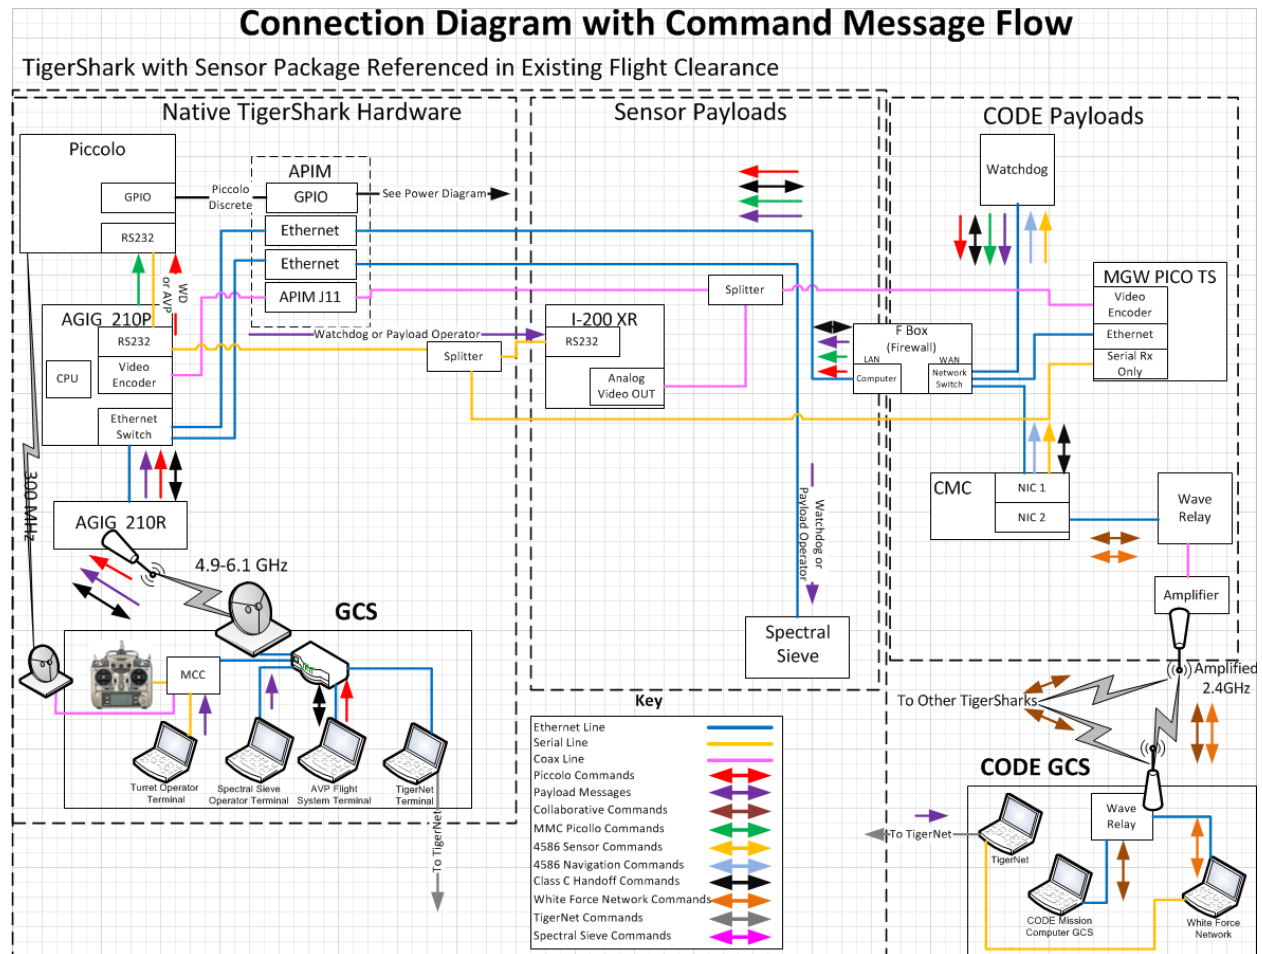 Connection Diagram with Command Message Flow
TigerShark with Sensor Package Referenced in Existing Flight Clearance
Native TigerShark Hardware
Sensor Payloads
CODE Payloads
Piccolo
GPIO
RS232
Piccolo
Discrete
APIM
GPIO
See Power Diagram
Ethernet
Ethernet
APIM J11
WD
or AVP
AGIG 210P
RS232
CPU
Video
Encoder
Ethernet
Switch
Watchdog or Payload Operator
Splitter
Splitter
I-200 XR
RS232
Analog
Video OUT
F Box
(Firewall)
LAN
WAN
Computer
Network
Switch
Watchdog
MGW PICO TS
Video
Encoder
Ethernet
Serial Rx
Only
CMC
NIC 1
NIC 2
Wave
Relay
Amplifier
Amplified
2.4GHz
300 MHz
AGIG 210R
4.9-6.1 GHz
GCS
MCC
Turret Operator
Terminal
Spectral Sieve
Operator Terminal
AVP Flight
System Terminal
TigerNet
Terminal
To TigerNet
Watchdog or
Payload Operator
Spectral
Sieve
To Other TigerSharks
CODE GCS
Wave
Relay
To TigerNet
TigerNet
CODE Mission
Computer GCS
White Force
Network
Key
Ethernet Line
Serial Line
Coax Line
Piccolo Commands
Payload Messages
Collaborative Commands
MMC Picollo Commands
4586 Sensor Commands
4586 Navigation Commands
Class C Handoff Commands
White Force Network Commands
TigerNet Commands
Spectral Sieve Commands